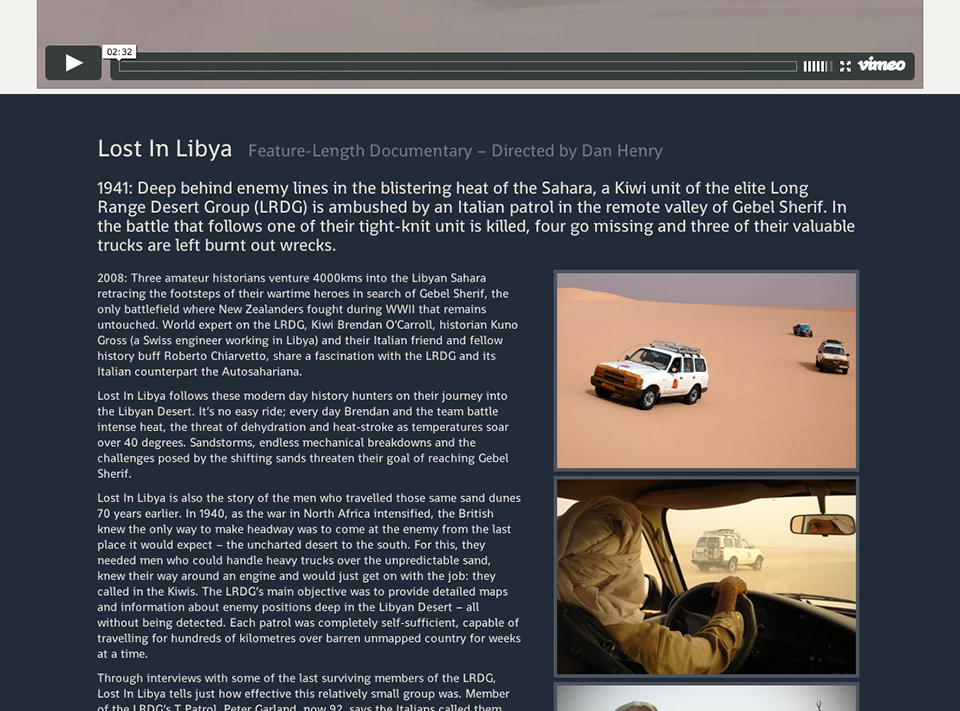 02:32
vimeo
Lost In Libya Feature-Length Documentary – Directed by Dan Henry
1941: Deep behind enemy lines in the blistering heat of the Sahara, a Kiwi unit of the elite Long
Range Desert Group (LRDG) is ambushed by an Italian patrol in the remote valley of Gebel Sherif. In
the battle that follows one of their tight-knit unit is killed, four go missing and three of their valuable
trucks are left burnt out wrecks.
2008: Three amateur historians venture 4000kms into the Libyan Sahara
retracing the footsteps of their wartime heroes in search of Gebel Sherif, the
only battlefield where New Zealanders fought during WWII that remains
untouched. World expert on the LRDG, Kiwi Brendan O’Carroll, historian Kuno
Gross (a Swiss engineer working in Libya) and their Italian friend and fellow
history buff Roberto Chiarvetto, share a fascination with the LRDG and its
Italian counterpart the Autosahariana.
Lost In Libya follows these modern day history hunters on their journey into
the Libyan Desert. It’s no easy ride; every day Brendan and the team battle
intense heat, the threat of dehydration and heat-stroke as temperatures soar
over 40 degrees. Sandstorms, endless mechanical breakdowns and the
challenges posed by the shifting sands threaten their goal of reaching Gebel
Sherif.
Lost In Libya is also the story of the men who travelled those same sand dunes
70 years earlier. In 1940, as the war in North Africa intensified, the British
knew the only way to make headway was to come at the enemy from the last
place it would expect – the uncharted desert to the south. For this, they
needed men who could handle heavy trucks over the unpredictable sand,
knew their way around an engine and would just get on with the job: they
called in the Kiwis. The LRDG’s main objective was to provide detailed maps
and information about enemy positions deep in the Libyan Desert – all
without being detected. Each patrol was completely self-sufficient, capable of
travelling for hundreds of kilometres over barren unmapped country for weeks
at a time.
Through interviews with some of the last surviving members of the LRDG,
Lost In Libya tells just how effective this relatively small group was. Member
of the LRDG’s T Patrol, Peter Garland, now 92, says the Italians called them